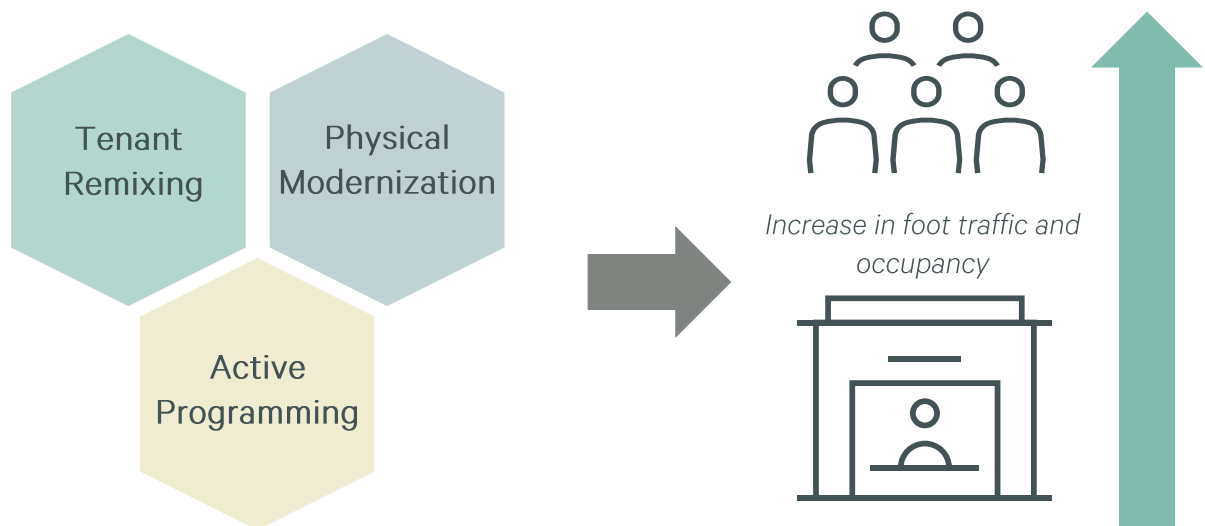 Tenant
Remixing
Physical
Modernization
Active
Programming
Increase in foot traffic and
occupancy